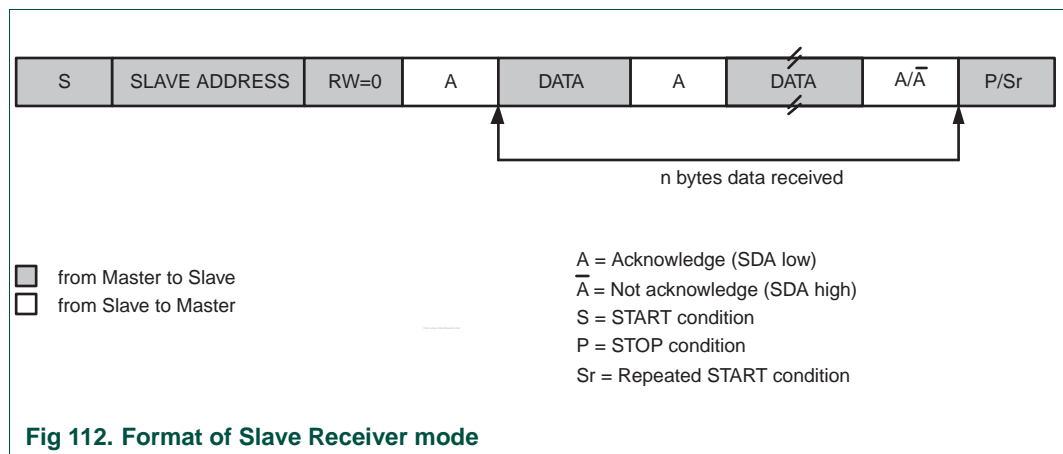 S SLAVE ADDRESS RW=0 A DATA A DATA A/A̅ P/Sr
n bytes data received
from Master to Slave
from Slave to Master
A = Acknowledge (SDA low)
A̅ = Not acknowledge (SDA high)
S = START condition
P = STOP condition
Sr = Repeated START condition
Fig 112. Format of Slave Receiver mode